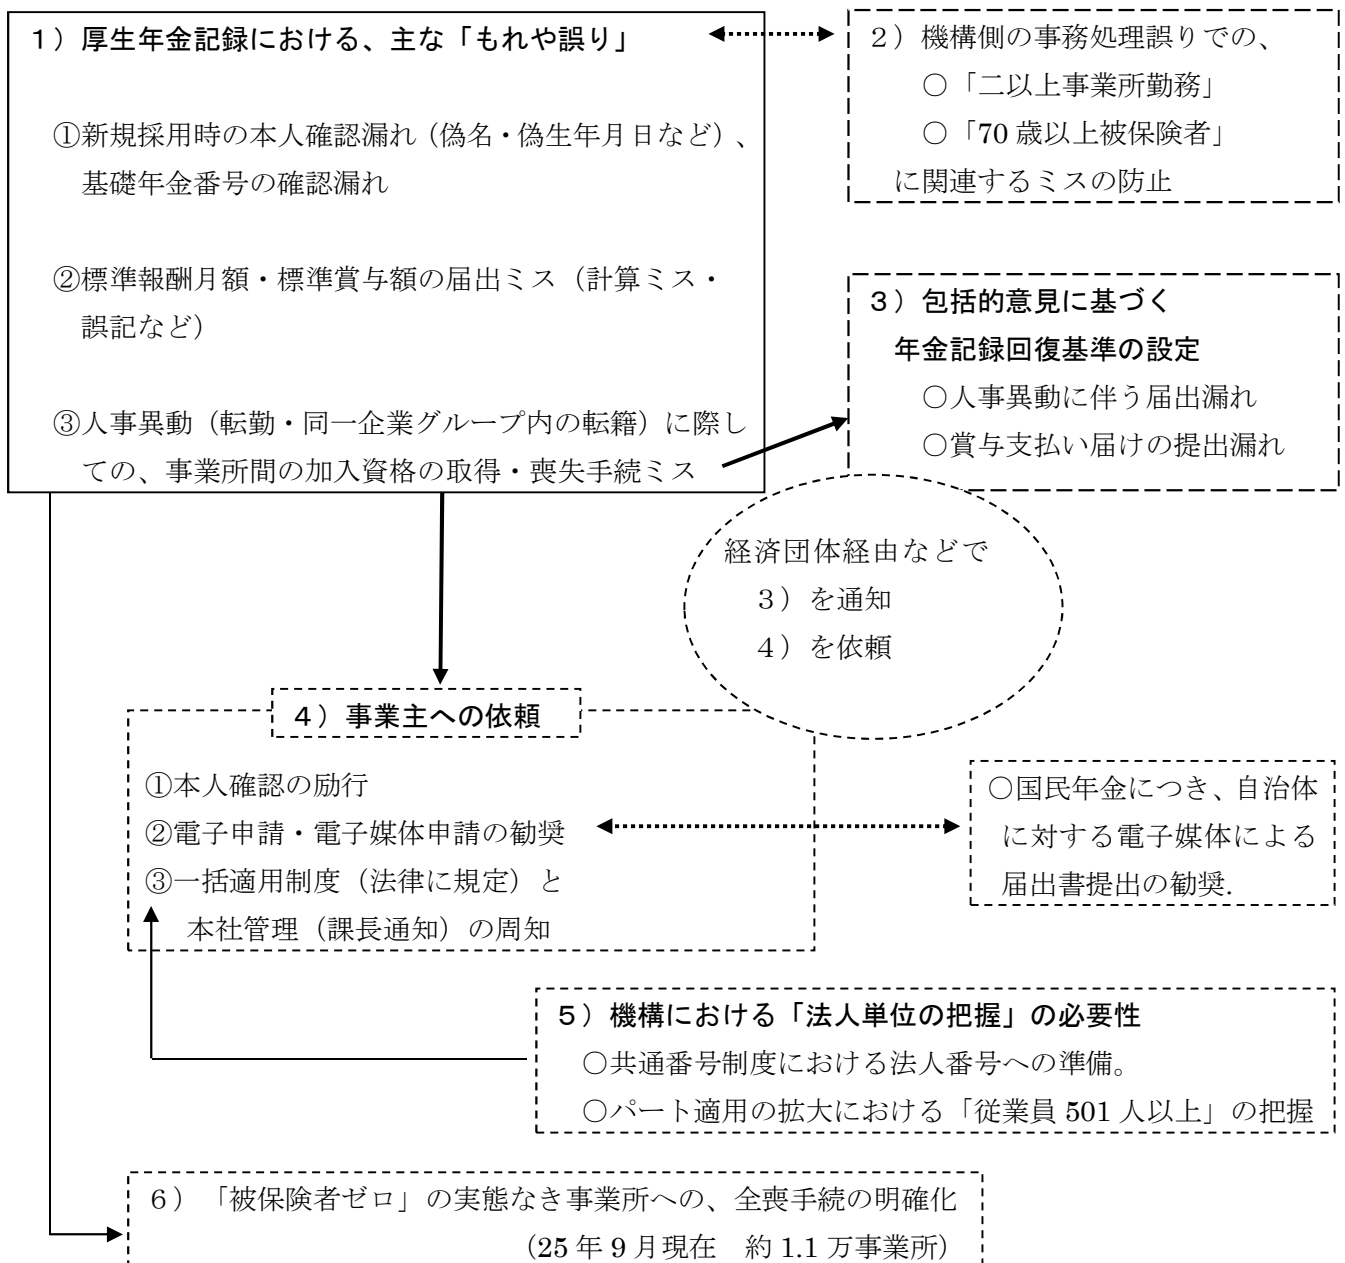 １）厚生年金記録における、主な「もれや誤り」
①新規採用時の本人確認漏れ（偽名・偽生年月日など）、
基礎年金番号の確認漏れ
②標準報酬月額・標準賞与額の届出ミス（計算ミス・
誤記など）
③人事異動（転勤・同一企業グループ内の転籍）に際し
ての、事業所間の加入資格の取得・喪失手続ミス
２）機構側の事務処理誤りでの、
○「二以上事業所勤務」
○「70 歳以上被保険者」
に関連するミスの防止
３）包括的意見に基づく
年金記録回復基準の設定
○人事異動に伴う届出漏れ
○賞与支払い届けの提出漏れ
経済団体経由などで
３）を通知
４）を依頼
４）事業主への依頼
①本人確認の励行
②電子申請・電子媒体申請の勧奨
③一括適用制度（法律に規定）と
本社管理（課長通知）の周知
○国民年金につき、自治体
に対する電子媒体による
届出書提出の勧奨.
５）機構における「法人単位の把握」の必要性
○共通番号制度における法人番号への準備。
○パート適用の拡大における「従業員 501 人以上」の把握
６）「被保険者ゼロ」の実態なき事業所への、全喪手続の明確化
（25 年 9 月現在　約 1.1 万事業所）